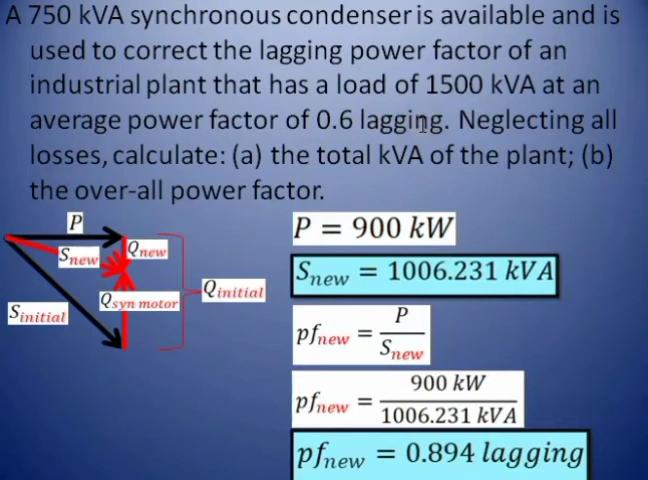 A 750 kVA synchronous condenser is available and is
used to correct the lagging power factor of an
industrial plant that has a load of 1500 kVA at an
average power factor of 0.6 lagging. Neglecting all
losses, calculate: (a) the total kVA of the plant; (b)
the over-all power factor.
P
S_new
Q_new
Q_syn motor
Q_initial
S_initial
P = 900 kW
S_new = 1006.231 kVA
pf_new = P / S_new
pf_new = 900 kW / 1006.231 kVA
pf_new = 0.894 lagging